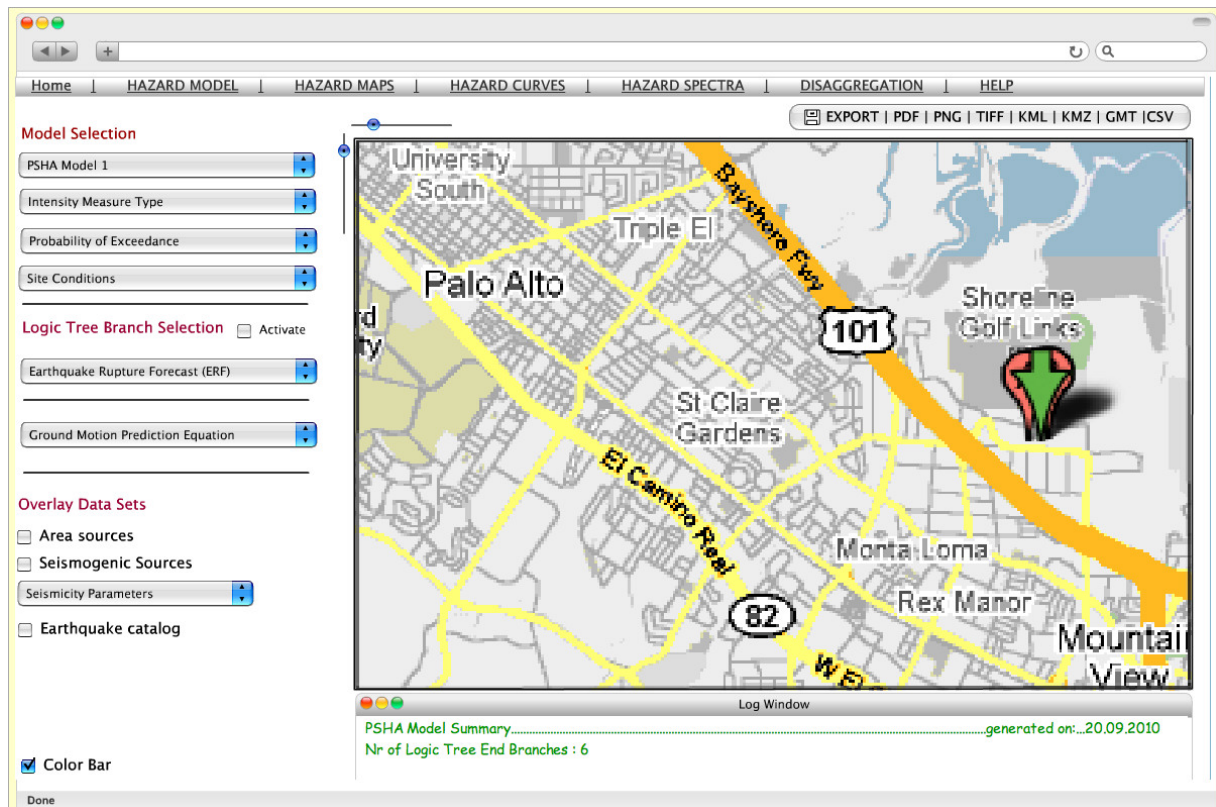 Home | HAZARD MODEL | HAZARD MAPS | HAZARD CURVES | HAZARD SPECTRA | DISAGGREGATION | HELP
EXPORT | PDF | PNG | TIFF | KML | KMZ | GMT |CSV
Model Selection
PSHA Model 1
Intensity Measure Type
Probability of Exceedance
Site Conditions
Logic Tree Branch Selection Activate
Earthquake Rupture Forecast (ERF)
Ground Motion Prediction Equation
Overlay Data Sets
Area sources
Seismogenic Sources
Seismicity Parameters
Earthquake catalog
Color Bar
University
South
Triple El
Bayshore Fwy
Palo Alto
rd
ty
101
Shoreline
Golf Links
St Claire
Gardens
El Camino Real
Monta Loma
Rex Manor
82
Mountai
View
W El C
Log Window
PSHA Model Summary....generated on:...20.09.2010
Nr of Logic Tree End Branches : 6
Done